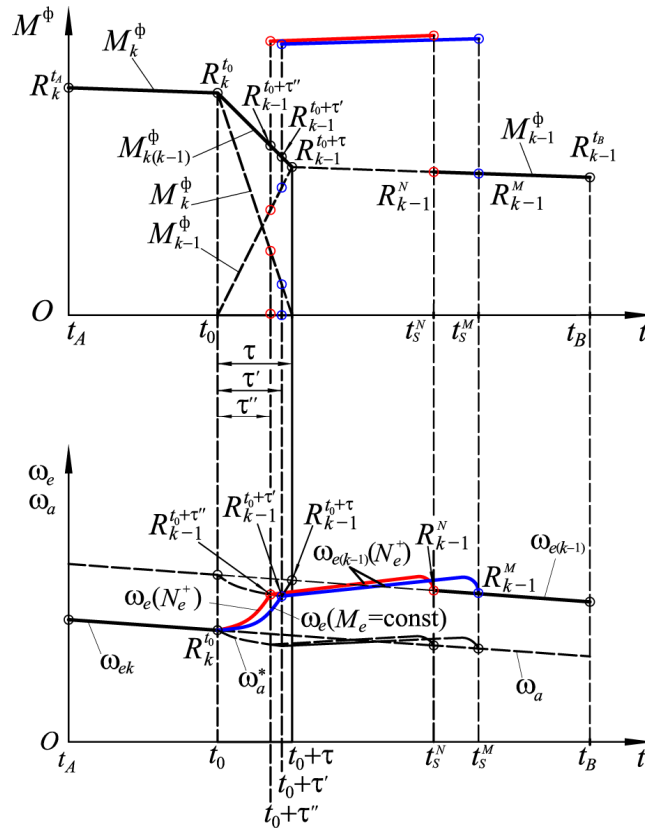 M^ф
M_k^ф
R_k^{t_A}
R_k^{t_0}
R_{k−1}^{t_0+τ″}
R_{k−1}^{t_0+τ′}
R_{k−1}^{t_0+τ}
M_{k(k−1)}^ф
M_k^ф
M_{k−1}^ф
M_{k−1}^ф
R_{k−1}^{t_B}
R_{k−1}^N
R_{k−1}^M
O
t_A
t_0
t_s^N
t_s^M
t_B
t
τ
τ′
τ″
ω_e
ω_a
R_{k−1}^{t_0+τ″}
R_{k−1}^{t_0+τ′}
R_{k−1}^{t_0+τ}
ω_{e(k−1)}(N_e^+)
R_{k−1}^N
ω_{e(k−1)}
R_{k−1}^M
ω_e(N_e^+)
ω_e(M_e=const)
ω_{ek}
R_k^{t_0}
ω_a^*
ω_a
O
t_A
t_0
t_0+τ
t_s^N
t_s^M
t_B
t
t_0+τ′
t_0+τ″